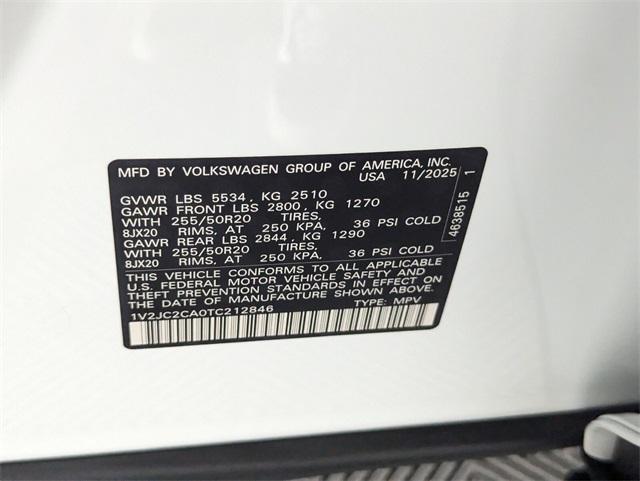 MFD BY VOLKSWAGEN GROUP OF AMERICA, INC.
USA 11/2025
GVWR LBS 5534, KG 2510
GAWR FRONT LBS 2800, KG 1270
WITH 255/50R20 TIRES,
8JX20 RIMS, AT 250 KPA, 36 PSI COLD
GAWR REAR LBS 2844, KG 1290
WITH 255/50R20 TIRES,
8JX20 RIMS, AT 250 KPA, 36 PSI COLD
THIS VEHICLE CONFORMS TO ALL APPLICABLE
U.S. FEDERAL MOTOR VEHICLE SAFETY AND
THEFT PREVENTION STANDARDS IN EFFECT ON
THE DATE OF MANUFACTURE SHOWN ABOVE.
1V2JC2CA0TC212846 TYPE: MPV
4638515 1